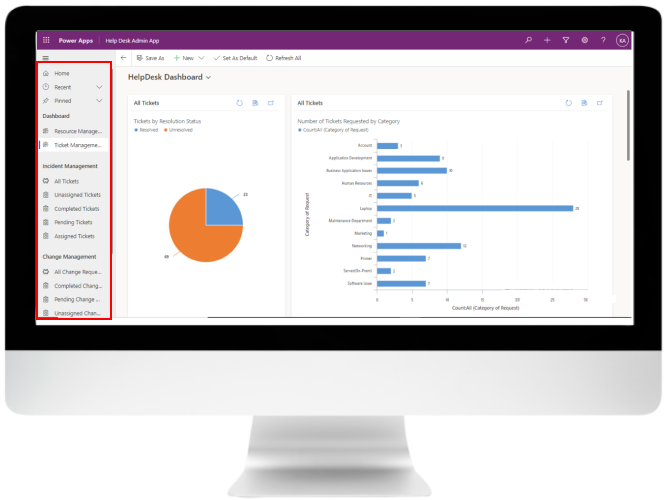 Power Apps
Help Desk Admin App
KA
Home
Recent
Pinned
Dashboard
Resource Manage...
Ticket Manageme...
Incident Management
All Tickets
Unassigned Tickets
Completed Tickets
Pending Tickets
Assigned Tickets
Change Management
All Change Reque...
Completed Chang...
Pending Change ...
Unassigned Chan...
Save As
New
Set As Default
Refresh All
HelpDesk Dashboard
All Tickets
Tickets by Resolution Status
Resolved
Unresolved
23
69
All Tickets
Number of Tickets Requested by Category
CountAll (Category of Request)
Category of Request
Account 3
Application Development 9
Business Application Issues 10
Human Resources 6
IT 5
Laptop 28
Maintenance Department 2
Marketing 1
Networking 12
Printer 7
Server(On-Prem) 2
Software Issue 7
0 5 10 15 20 25 30
CountAll (Category of Request)